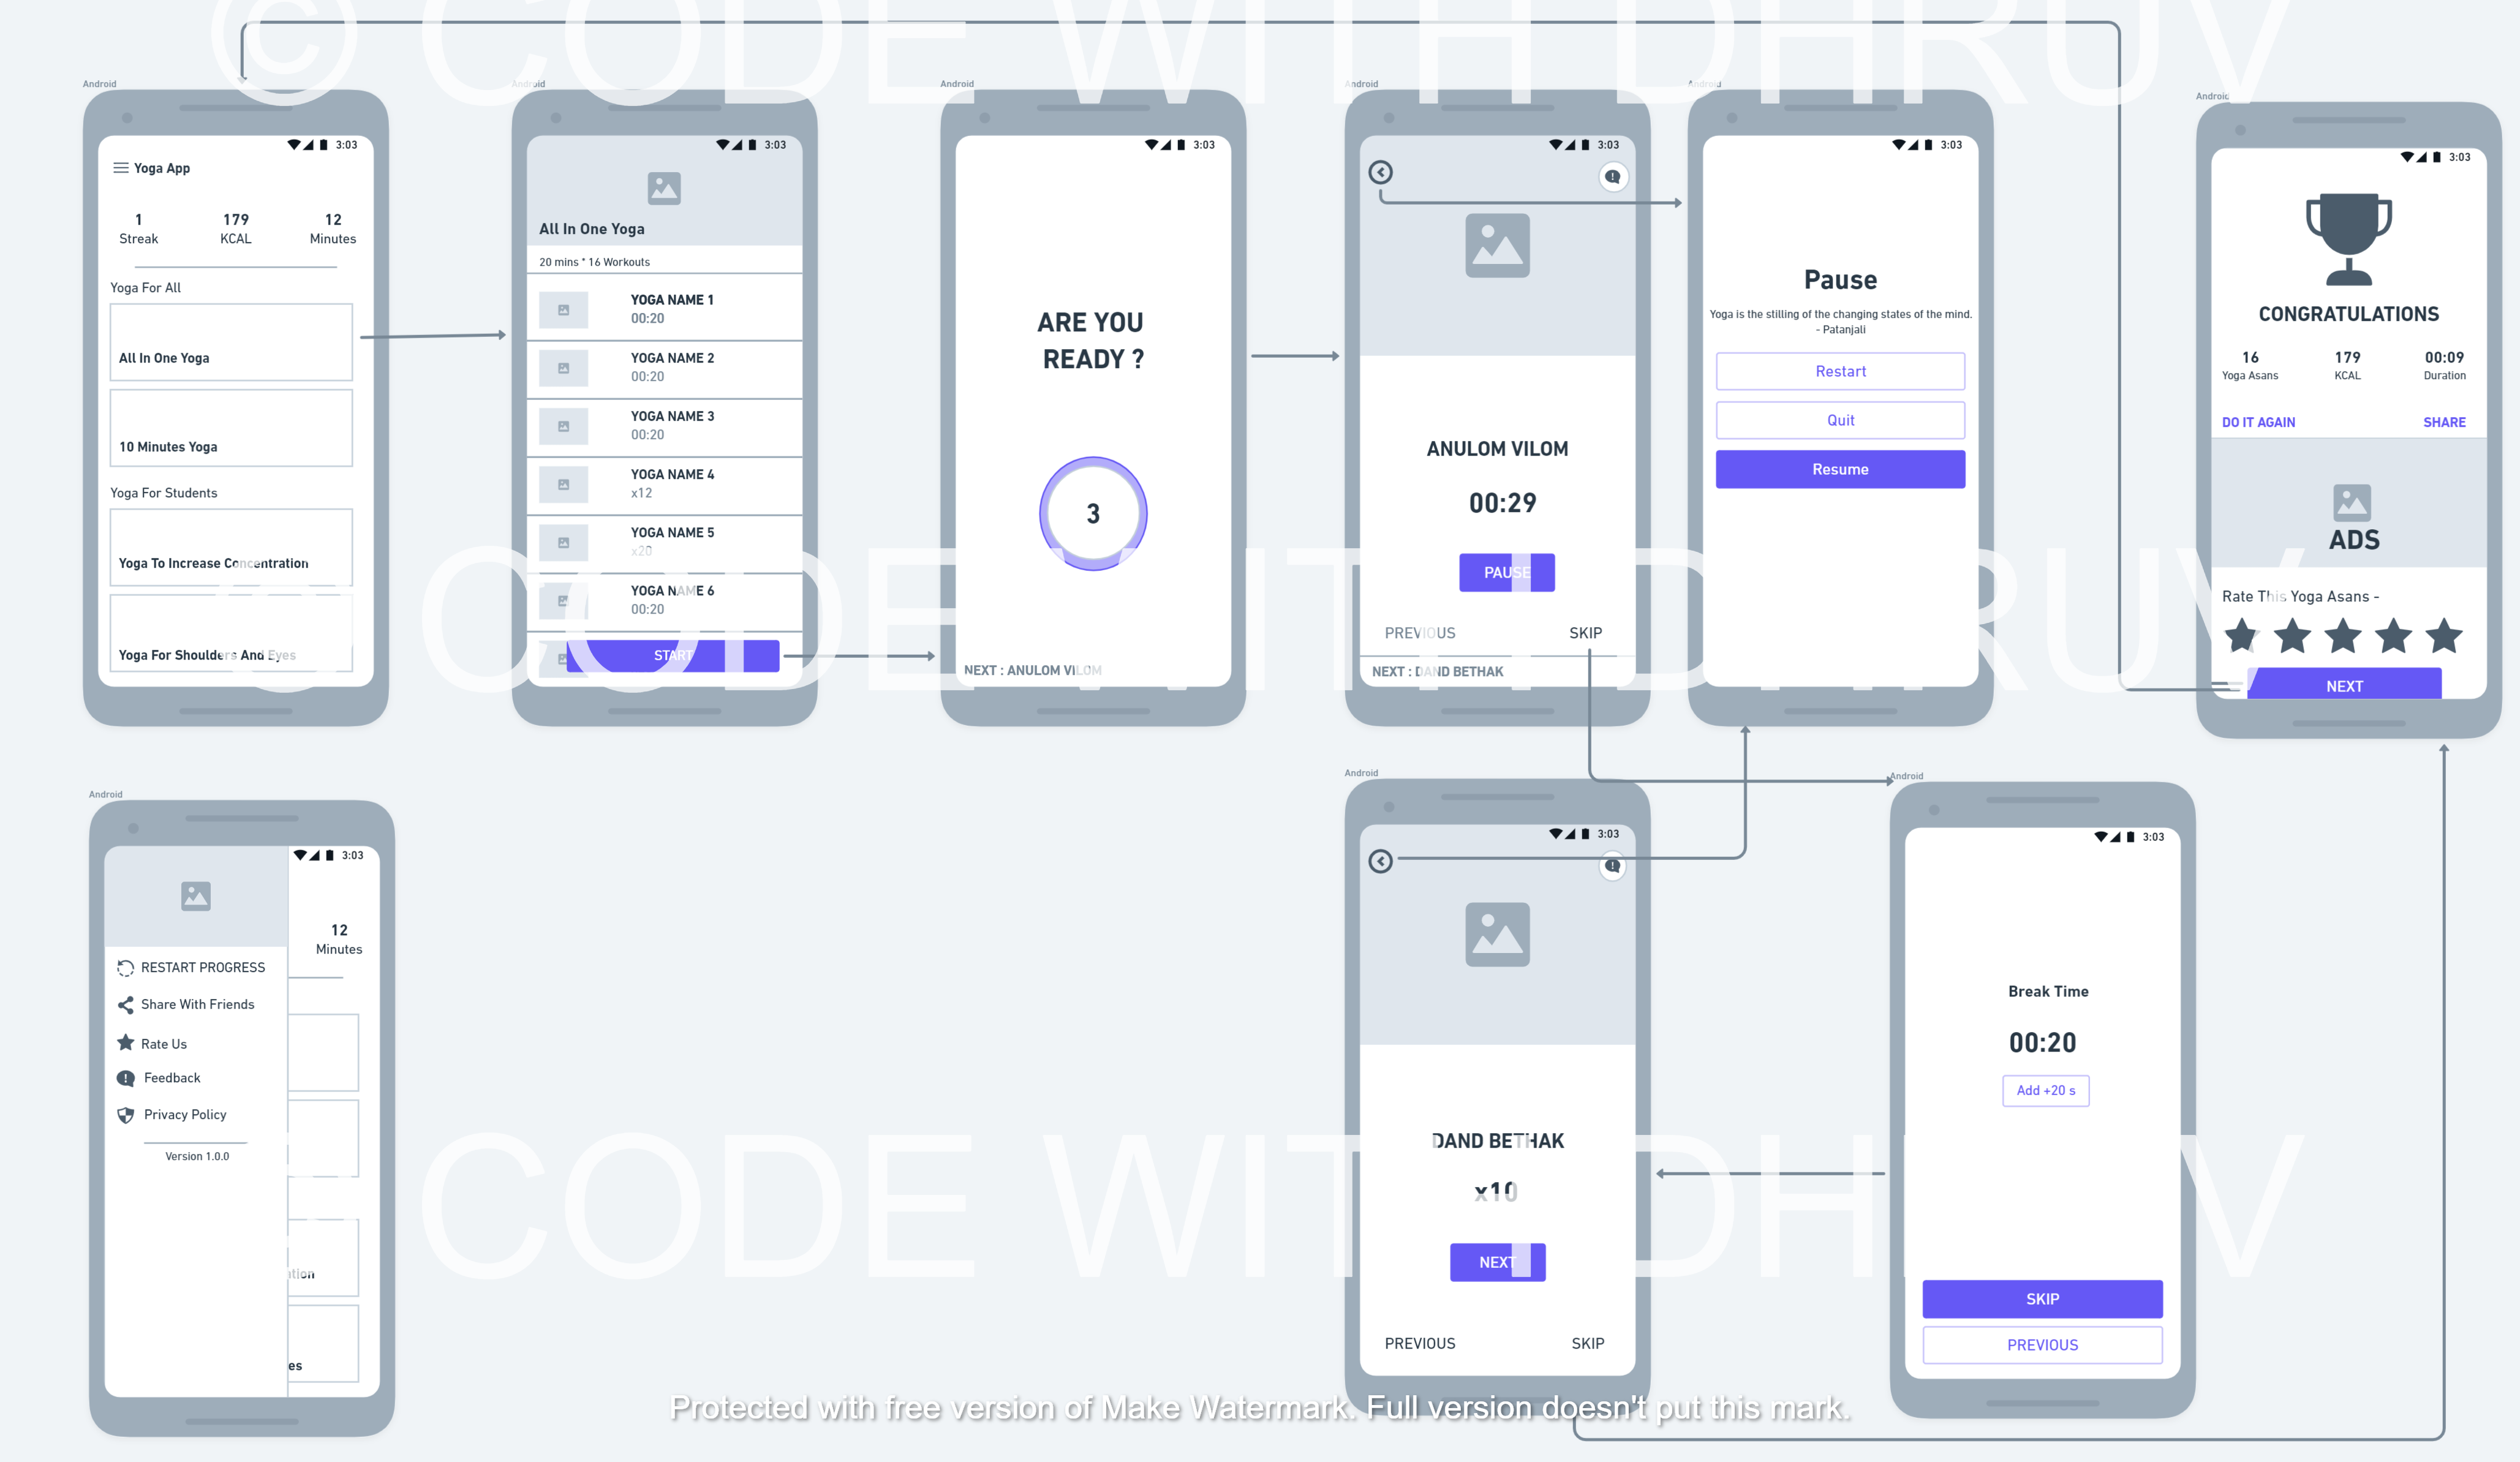 © CODE WITH DHRUV
Android
3:03
Yoga App
1 179 12
Streak KCAL Minutes
Yoga For All
All In One Yoga
10 Minutes Yoga
Yoga For Students
Yoga To Increase Concentration
Yoga For Shoulders And Eyes
Android
3:03
All In One Yoga
20 mins * 16 Workouts
YOGA NAME 1
00:20
YOGA NAME 2
00:20
YOGA NAME 3
00:20
YOGA NAME 4
x12
YOGA NAME 5
x20
YOGA NAME 6
00:20
START
Android
3:03
ARE YOU
READY ?
3
NEXT : ANULOM VILOM
Android
3:03
ANULOM VILOM
00:29
PAUSE
PREVIOUS SKIP
NEXT : DAND BETHAK
Android
3:03
Pause
Yoga is the stilling of the changing states of the mind.
- Patanjali
Restart
Quit
Resume
Android
3:03
CONGRATULATIONS
16 179 00:09
Yoga Asans KCAL Duration
DO IT AGAIN SHARE
ADS
Rate This Yoga Asans -
NEXT
© CODE WITH DHRUV
Android
3:03
12
Minutes
RESTART PROGRESS
Share With Friends
Rate Us
Feedback
Privacy Policy
Version 1.0.0
ntion
es
Android
3:03
DAND BETHAK
x10
NEXT
PREVIOUS SKIP
Android
3:03
Break Time
00:20
Add +20 s
SKIP
PREVIOUS
CODE WITH DHRUV
Protected with free version of Make Watermark. Full version doesn't put this mark.